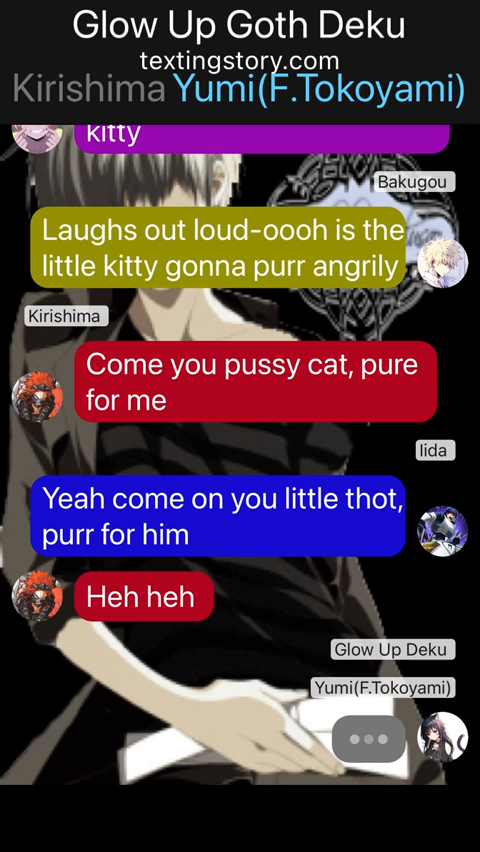 Glow Up Goth Deku
textingstory.com
Kirishima Yumi(F.Tokoyami)
kitty
Bakugou
Laughs out loud-oooh is the
little kitty gonna purr angrily
Kirishima
Come you pussy cat, pure
for me
Iida
Yeah come on you little thot,
purr for him
Heh heh
Glow Up Deku
Yumi(F.Tokoyami)